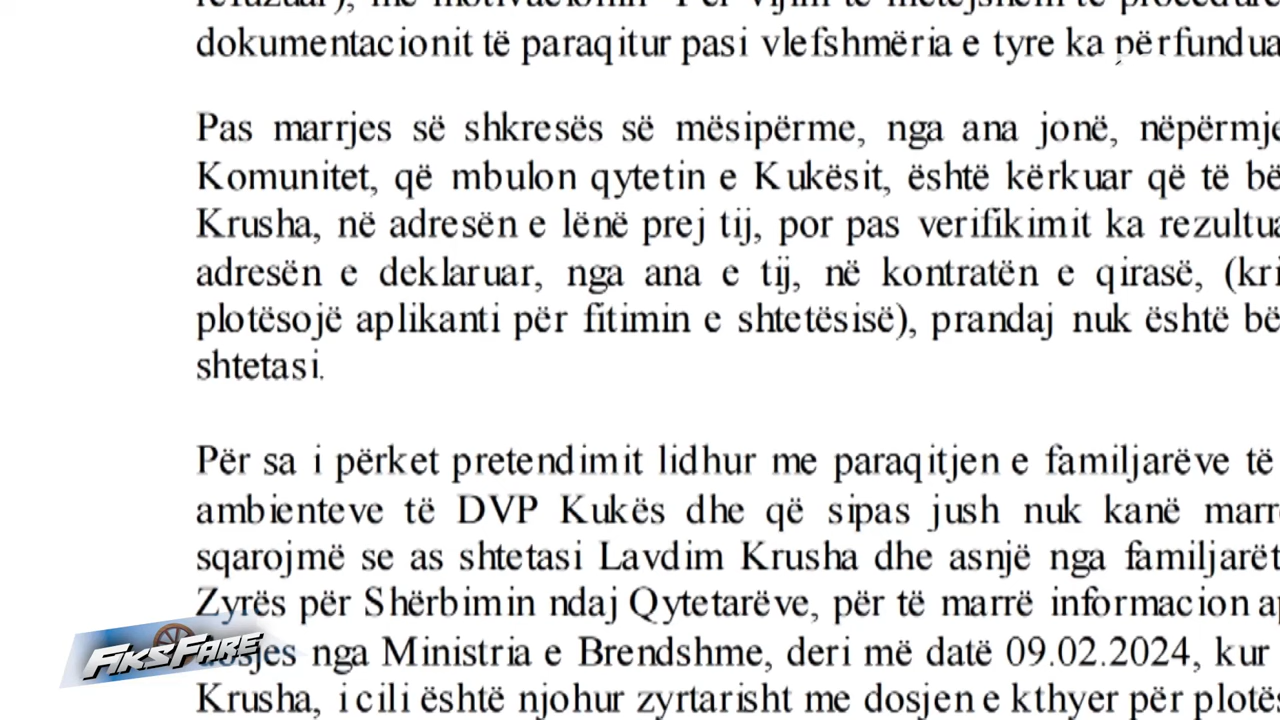 dokumentacionit të paraqitur pasi vlefshmëria e tyre ka përfundua
Pas marrjes së shkresës së mësipërme, nga ana jonë, nëpërmje
Komunitet, që mbulon qytetin e Kukësit, është kërkuar që të bë
Krusha, në adresën e lënë prej tij, por pas verifikimit ka rezultua
adresën e deklaruar, nga ana e tij, në kontratën e qirasë, (kri
plotësojë aplikanti për fitimin e shtetësisë), prandaj nuk është bë
shtetasi.
Për sa i përket pretendimit lidhur me paraqitjen e familjarëve të
ambienteve të DVP Kukës dhe që sipas jush nuk kanë marr
sqarojmë se as shtetasi Lavdim Krusha dhe asnjë nga familjarët
Zyrës për Shërbimin ndaj Qytetarëve, për të marrë informacion ap
dosjes nga Ministria e Brendshme, deri më datë 09.02.2024, kur
Krusha, i cili është njohur zyrtarisht me dosjen e kthyer për plotës
FIKS FARE